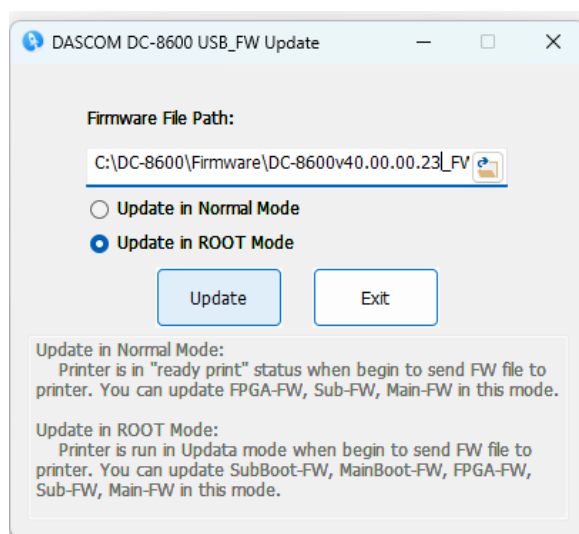 DASCOM DC-8600 USB_FW Update
Firmware File Path:
C:\DC-8600\Firmware\DC-8600v40.00.00.23_FW
Update in Normal Mode
Update in ROOT Mode
Update Exit
Update in Normal Mode:
Printer is in "ready print" status when begin to send FW file to
printer. You can update FPGA-FW, Sub-FW, Main-FW in this mode.
Update in ROOT Mode:
Printer is run in Updata mode when begin to send FW file to
printer. You can update SubBoot-FW, MainBoot-FW, FPGA-FW,
Sub-FW, Main-FW in this mode.